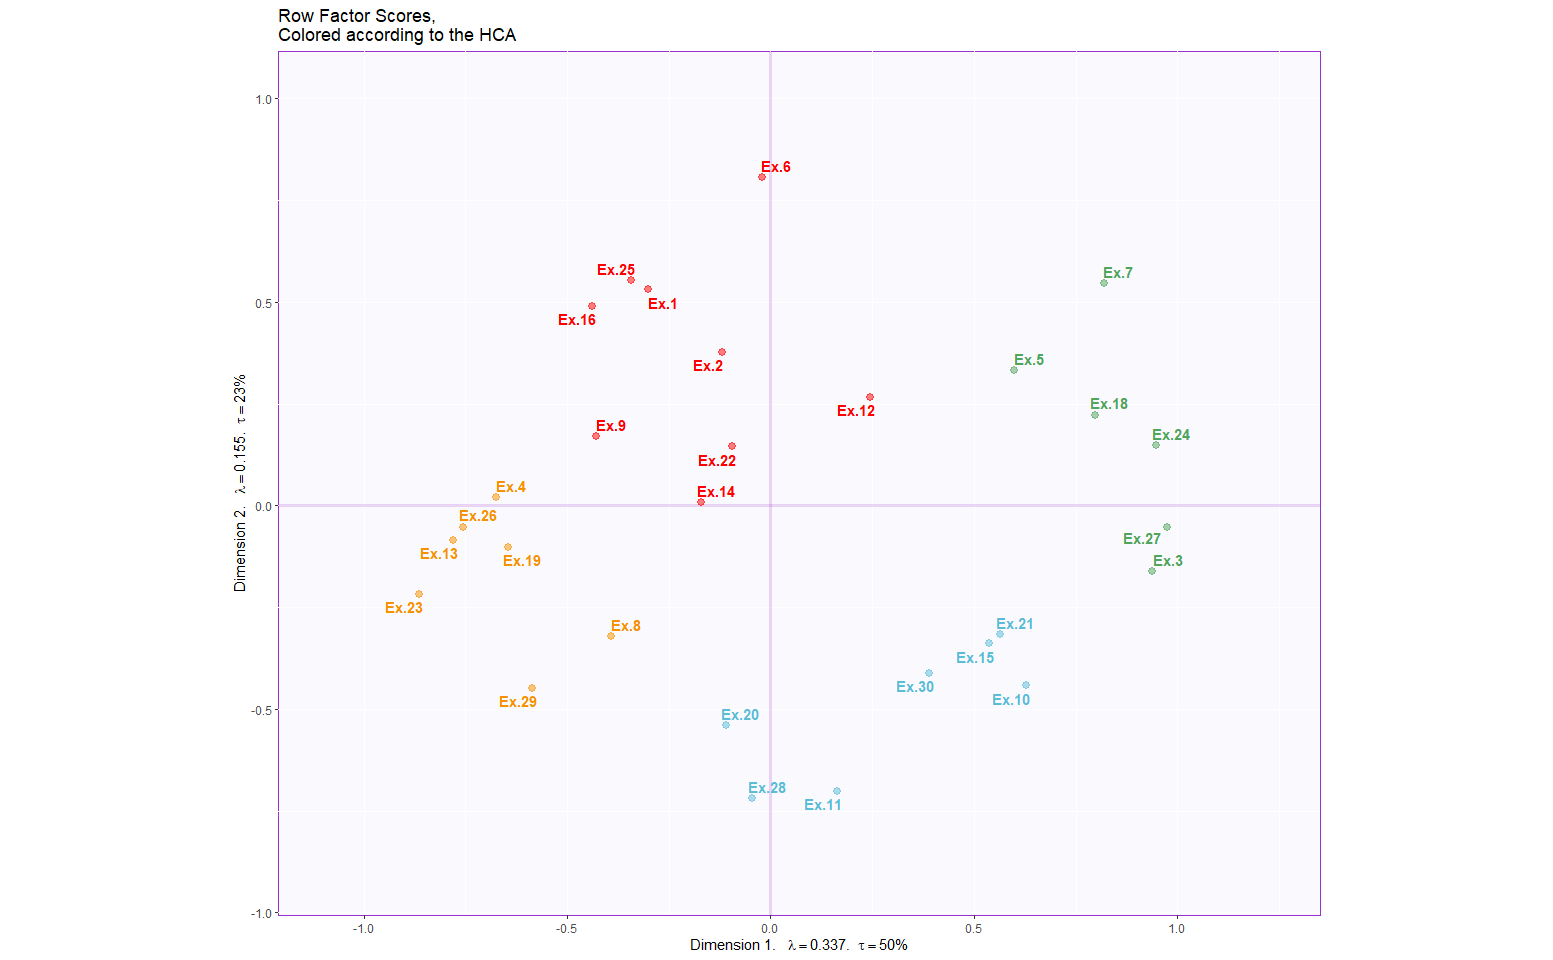 Row Factor Scores,
Colored according to the HCA
1.0
Ex.6
Ex.25
Ex.7
0.5
Ex.1
Ex.16
Ex.5
Ex.2
Ex.18
Ex.12
Ex.9
Ex.24
Ex.22
Ex.4
Ex.14
0.0
Ex.26
Ex.27
Ex.13
Ex.19
Ex.3
Ex.23
Ex.8
Ex.21
Ex.15
Ex.30
Ex.29
Ex.10
-0.5
Ex.20
Ex.28
Ex.11
-1.0
Dimension 2. λ = 0.155. τ = 23%
-1.0 -0.5 0.0 0.5 1.0
Dimension 1. λ = 0.337. τ = 50%